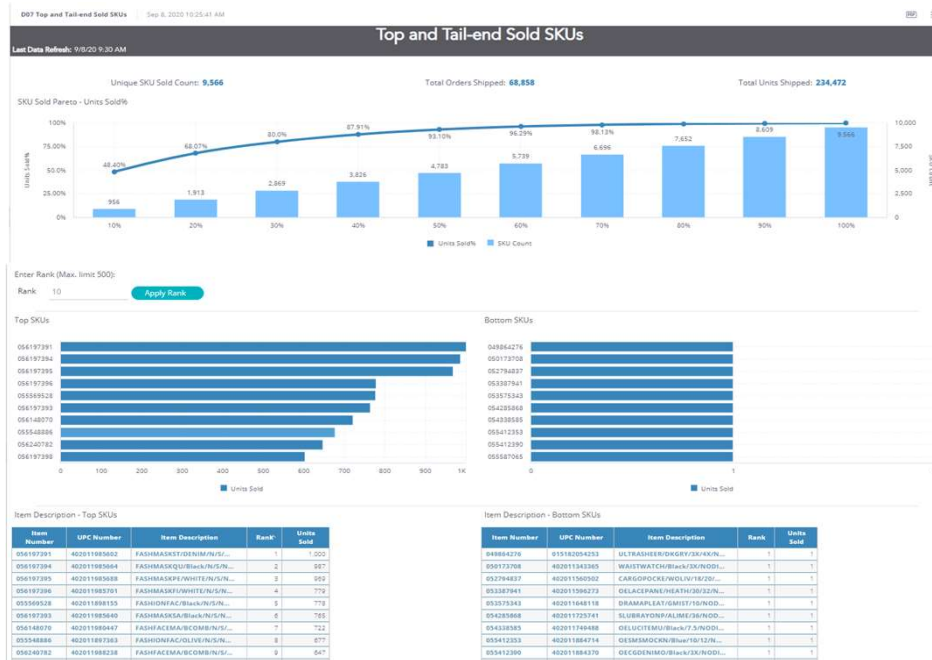 D07 Top and Tail-end Sold SKUs Sep 8, 2020 10:25:41 AM
Top and Tail-end Sold SKUs
Last Data Refresh: 9/8/20 9:30 AM
Unique SKU Sold Count: 9,566 Total Orders Shipped: 68,858 Total Units Shipped: 234,472
SKU Sold Pareto - Units Sold%
100% 75.00% 50.0% 25.00% 0%
Units Sold%
48.40% 68.07% 80.0% 87.91% 93.10% 96.29% 98.13%
956 1,913 2,869 3,826 4,783 5,739 6,696 7,652 8,609 9,566
10,000 7,500 5,000 2,500 0
10% 20% 30% 40% 50% 60% 70% 80% 90% 100%
Units Sold% SKU Count
Enter Rank (Max. limit 500):
Rank 10 Apply Rank
Top SKUs
056197391
056197394
056197395
056197396
055569528
056197393
056148070
055548886
056240782
056197398
0 100 200 300 400 500 600 700 800 900 1K
Units Sold
Bottom SKUs
049864276
050173708
052794837
053387941
053575343
054285868
054338585
055412353
055412390
055587065
0 1
Units Sold
Item Description - Top SKUs
Item Number UPC Number Item Description Rank Units Sold
056197391 402011985602 FASHMASKST/DENIM/N/S/... 1 1,000
056197394 402011985664 FASHMASKQU/Black/N/S/N... 2 987
056197395 402011985688 FASHMASKPE/WHITE/N/S/N... 3 969
056197396 402011985701 FASHMASKFI/WHITE/N/S/N... 4 779
055569528 402011898155 FASHIONFAC/Black/N/S/N... 5 778
056197393 402011985640 FASHMASKSA/Black/N/S/N... 6 765
056148070 402011980447 FASHFACEMA/BCOMB/N/S/... 7 722
055548886 402011897363 FASHIONFAC/OLIVE/N/S/N... 8 677
056240782 402011988238 FASHFACEMA/BCOMB/N/S/... 9 647
Item Description - Bottom SKUs
Item Number UPC Number Item Description Rank Units Sold
049864276 015182054253 ULTRASHEER/DKGRY/3X/4X/N... 1 1
050173708 402011343365 WAISTWATCH/Black/3X/NODI... 1 1
052794837 402011560502 CARGOPOCKE/WOLIV/18/20/... 1 1
053387941 402011596273 OELACEPANE/HEATH/30/32/N... 1 1
053575343 402011648118 DRAMAPLEAT/GMIST/10/NOD... 1 1
054285868 402011725741 SLUBRAYONP/ALIME/36/NOD... 1 1
054338585 402011749488 OELUCITEMU/Black/7.5/NODI... 1 1
055412353 402011884714 OESMSMOCKN/Blue/10/12/N... 1 1
055412390 402011884370 OECGDENIMO/Black/3X/NODI... 1 1